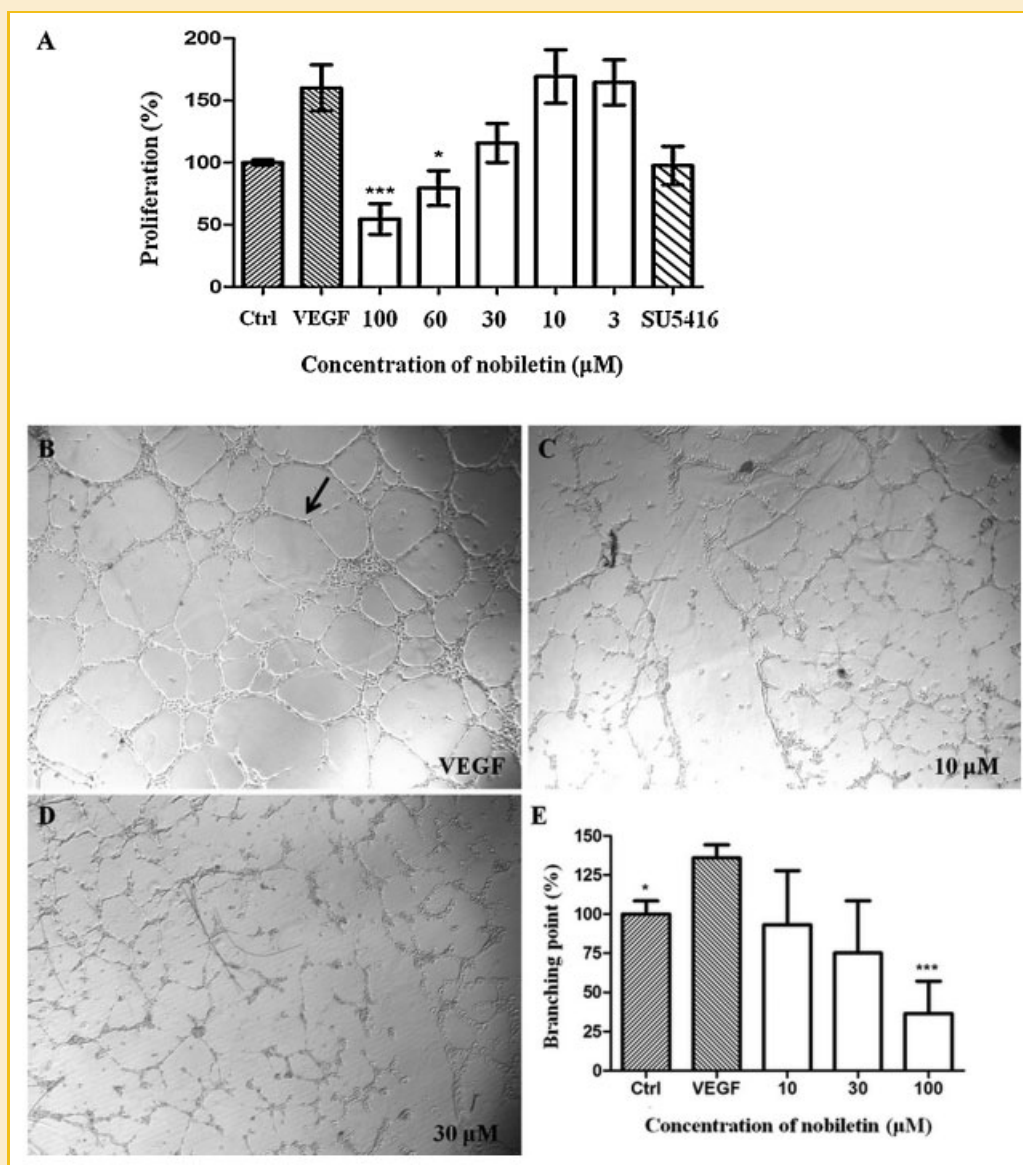 A
Proliferation (%)
200
150
100
50
0
***
*
Ctrl VEGF 100 60 30 10 3 SU5416
Concentration of nobiletin (µM)
B
VEGF
C
10 µM
D
30 µM
E
Branching point (%)
150
125
100
75
50
25
0
*
***
Ctrl VEGF 10 30 100
Concentration of nobiletin (µM)